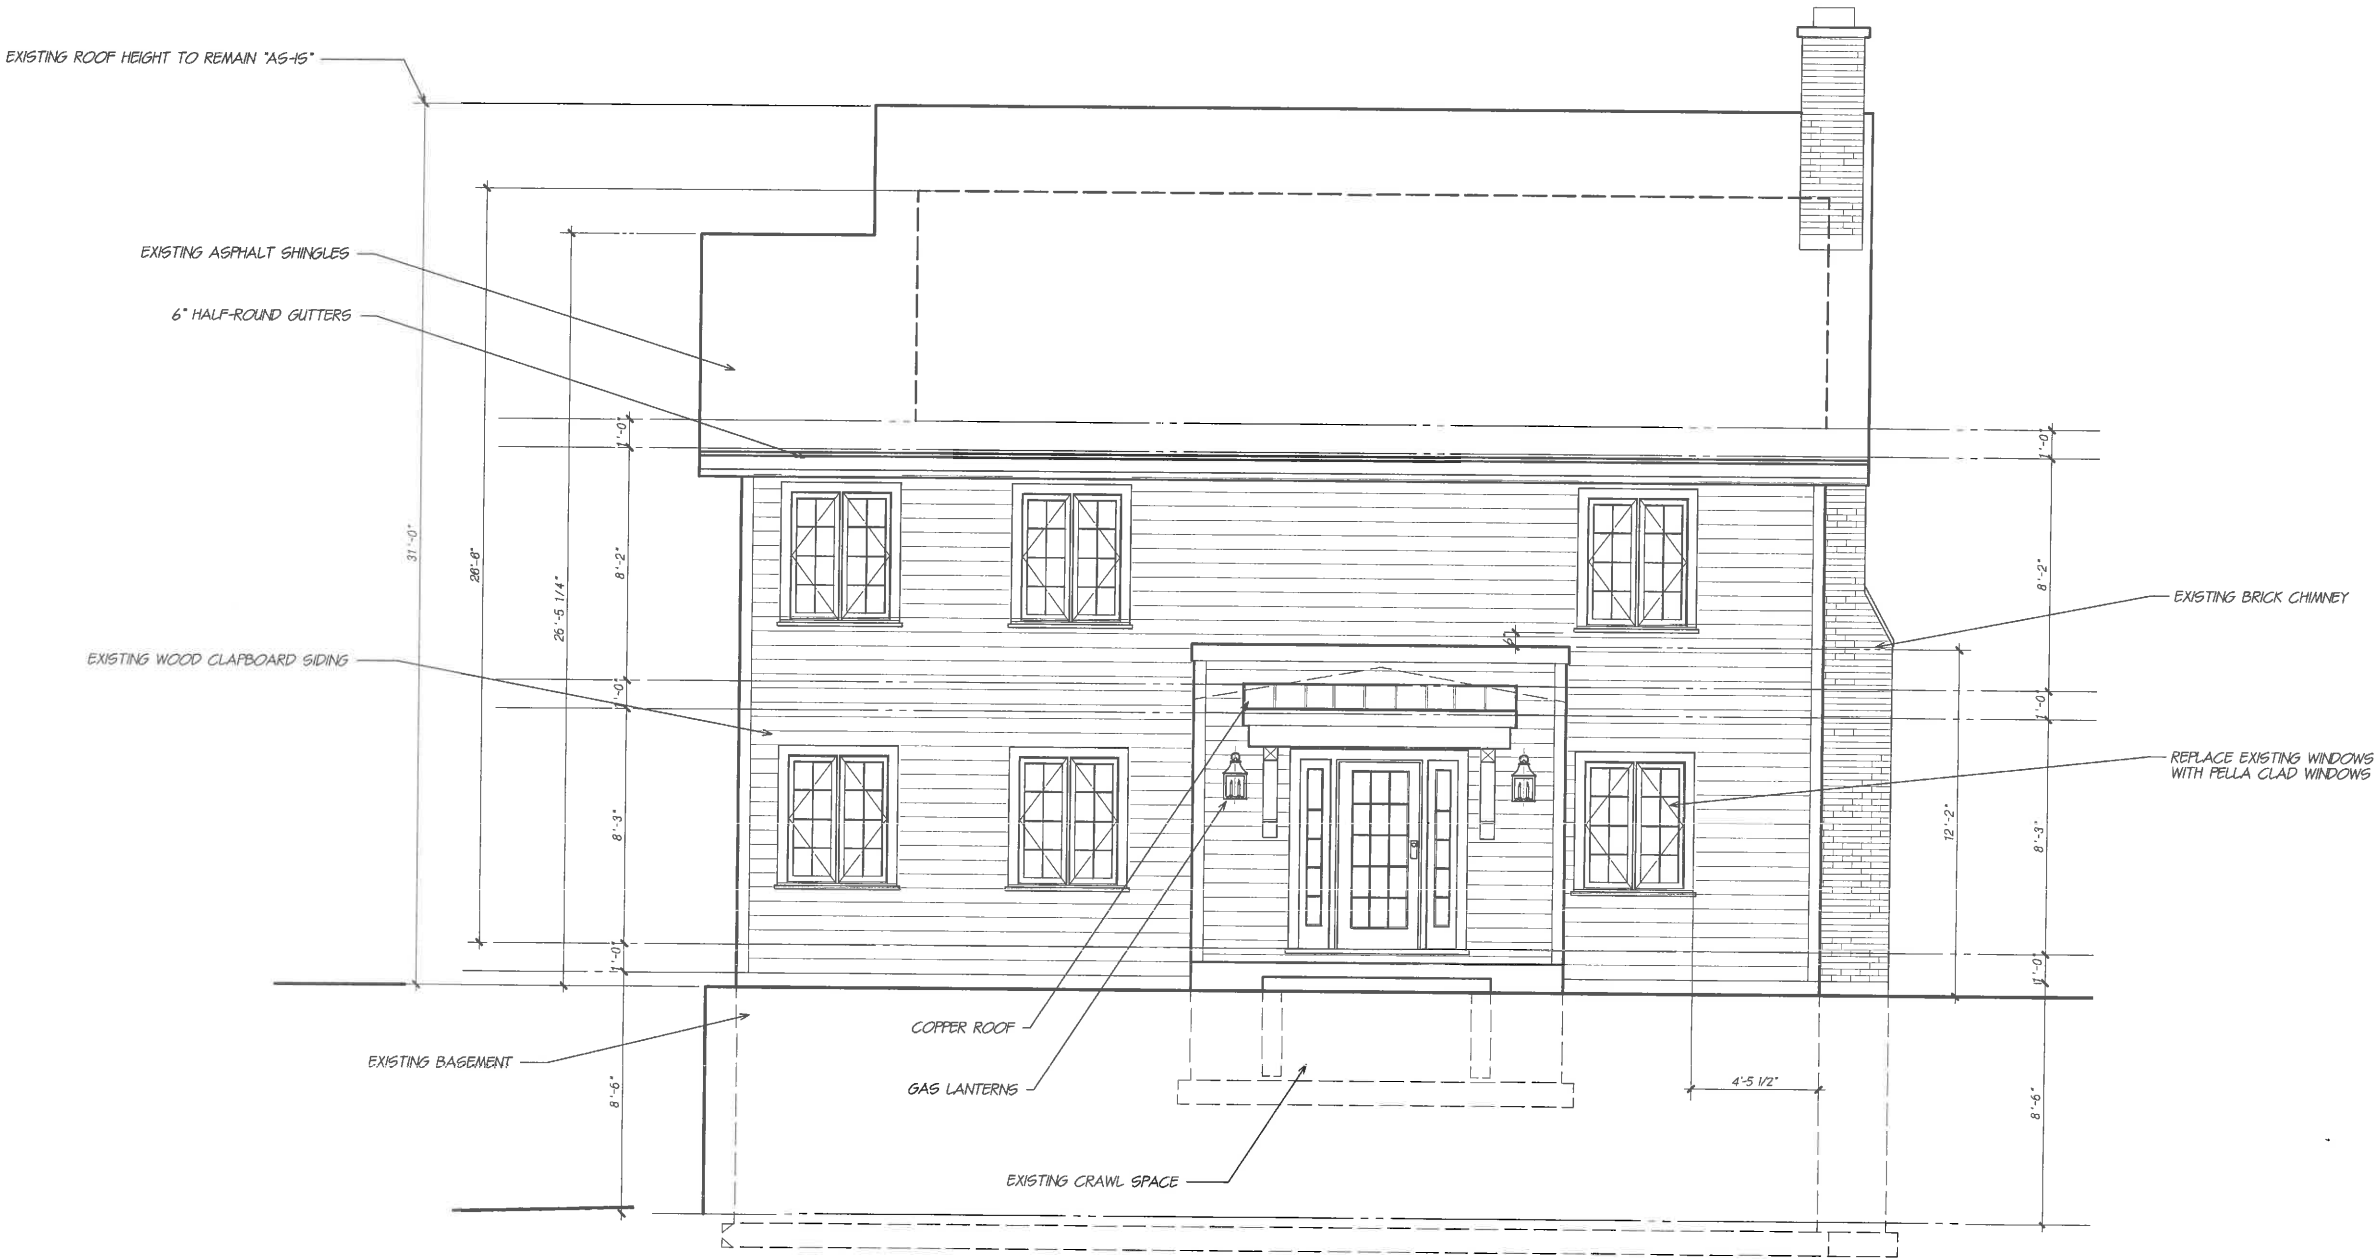 EXISTING ROOF HEIGHT TO REMAIN "AS-IS"
EXISTING ASPHALT SHINGLES
6" HALF-ROUND GUTTERS
1'-0"
1'-0"
31'-0"
26'-8"
26'-5 1/4"
8'-2"
8'-2"
EXISTING BRICK CHIMNEY
6"
EXISTING WOOD CLAPBOARD SIDING
1'-0"
1'-0"
REPLACE EXISTING WINDOWS
WITH PELLA CLAD WINDOWS
8'-3"
12'-2"
8'-3"
1'-0"
1'-0"
COPPER ROOF
EXISTING BASEMENT
GAS LANTERNS
4'-5 1/2"
8'-6"
8'-6"
EXISTING CRAWL SPACE